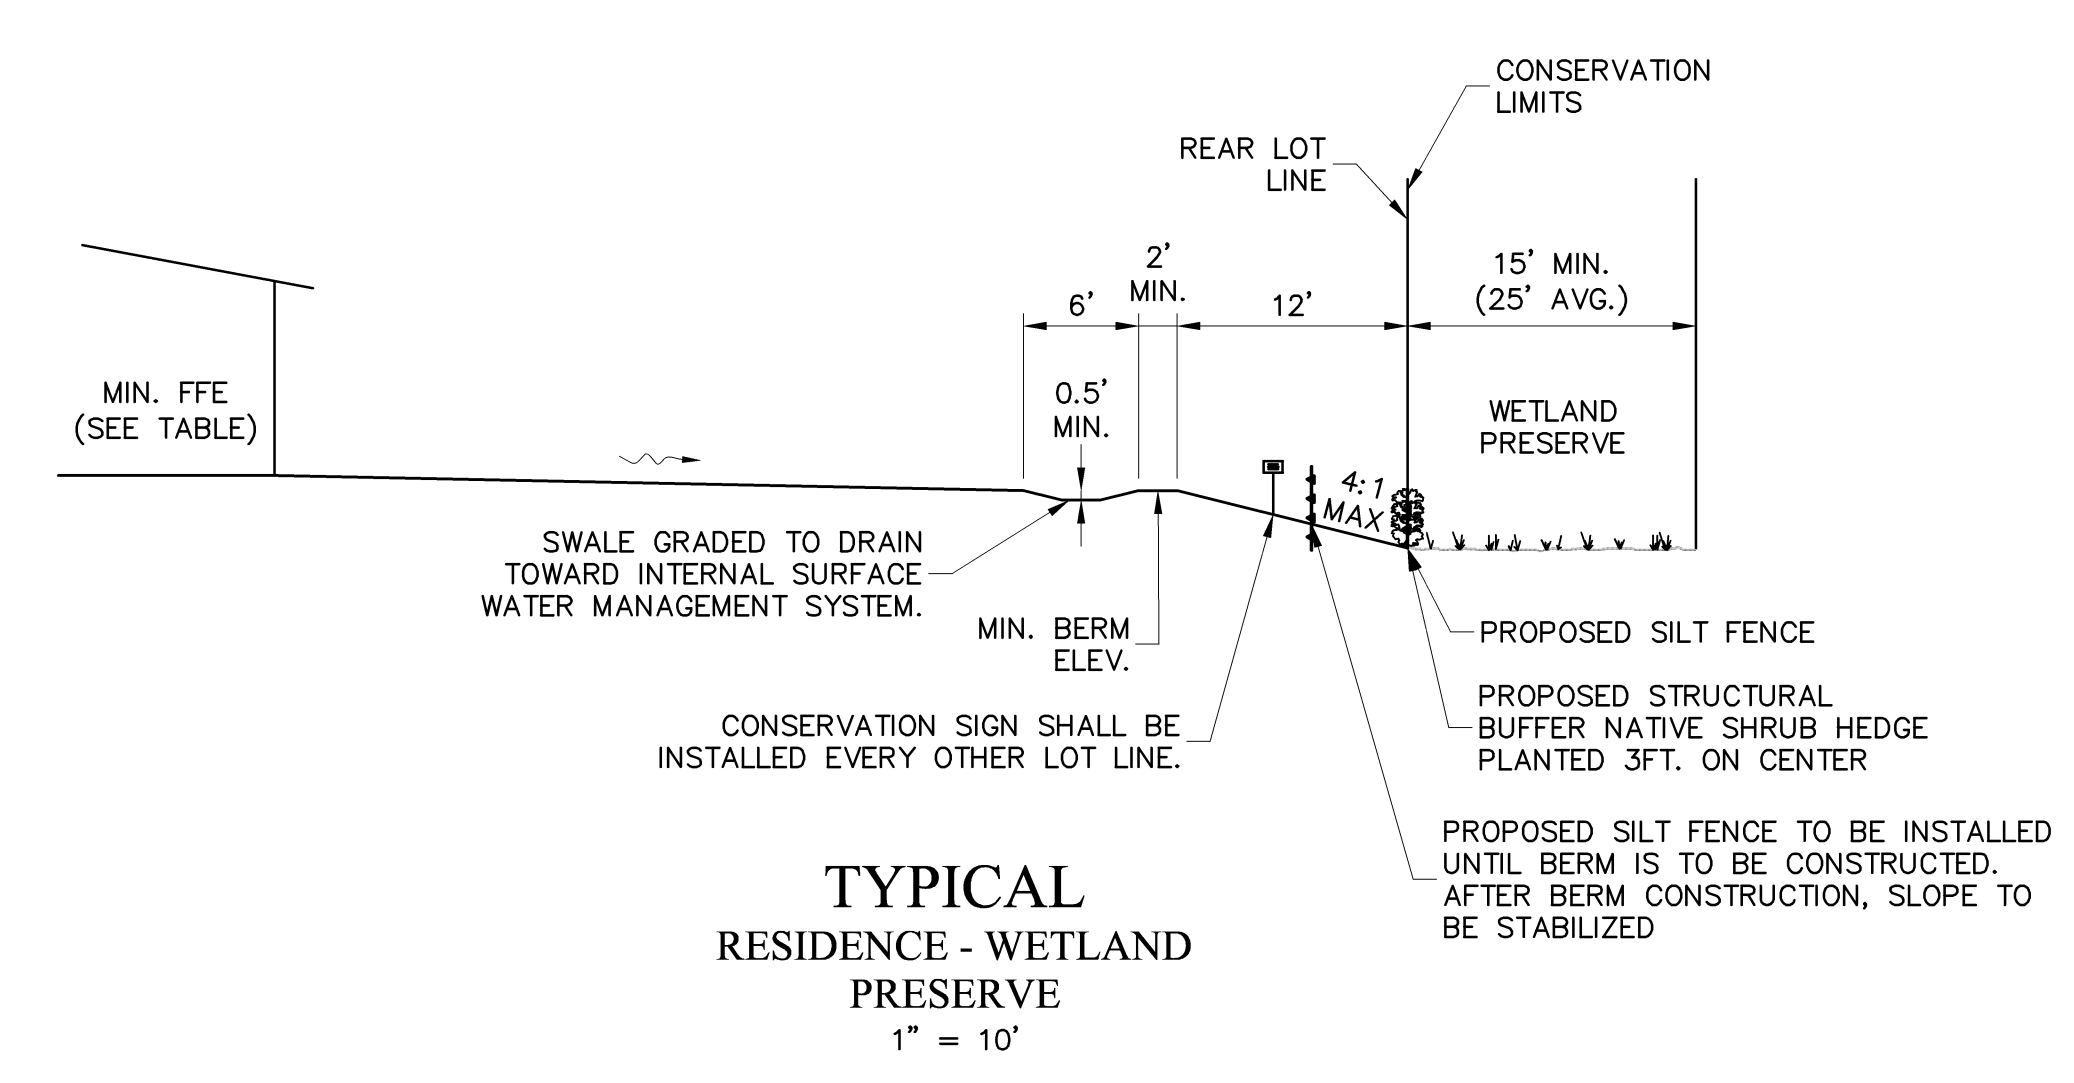 CONSERVATION
LIMITS
REAR LOT
LINE
2'
MIN.
6'
12'
15' MIN.
(25' AVG.)
0.5'
MIN.
MIN. FFE
(SEE TABLE)
WETLAND
PRESERVE
4:1
MAX
SWALE GRADED TO DRAIN
TOWARD INTERNAL SURFACE
WATER MANAGEMENT SYSTEM.
MIN. BERM
ELEV.
PROPOSED SILT FENCE
CONSERVATION SIGN SHALL BE
INSTALLED EVERY OTHER LOT LINE.
PROPOSED STRUCTURAL
BUFFER NATIVE SHRUB HEDGE
PLANTED 3FT. ON CENTER
PROPOSED SILT FENCE TO BE INSTALLED
UNTIL BERM IS TO BE CONSTRUCTED.
AFTER BERM CONSTRUCTION, SLOPE TO
BE STABILIZED
TYPICAL
RESIDENCE - WETLAND
PRESERVE
1" = 10'